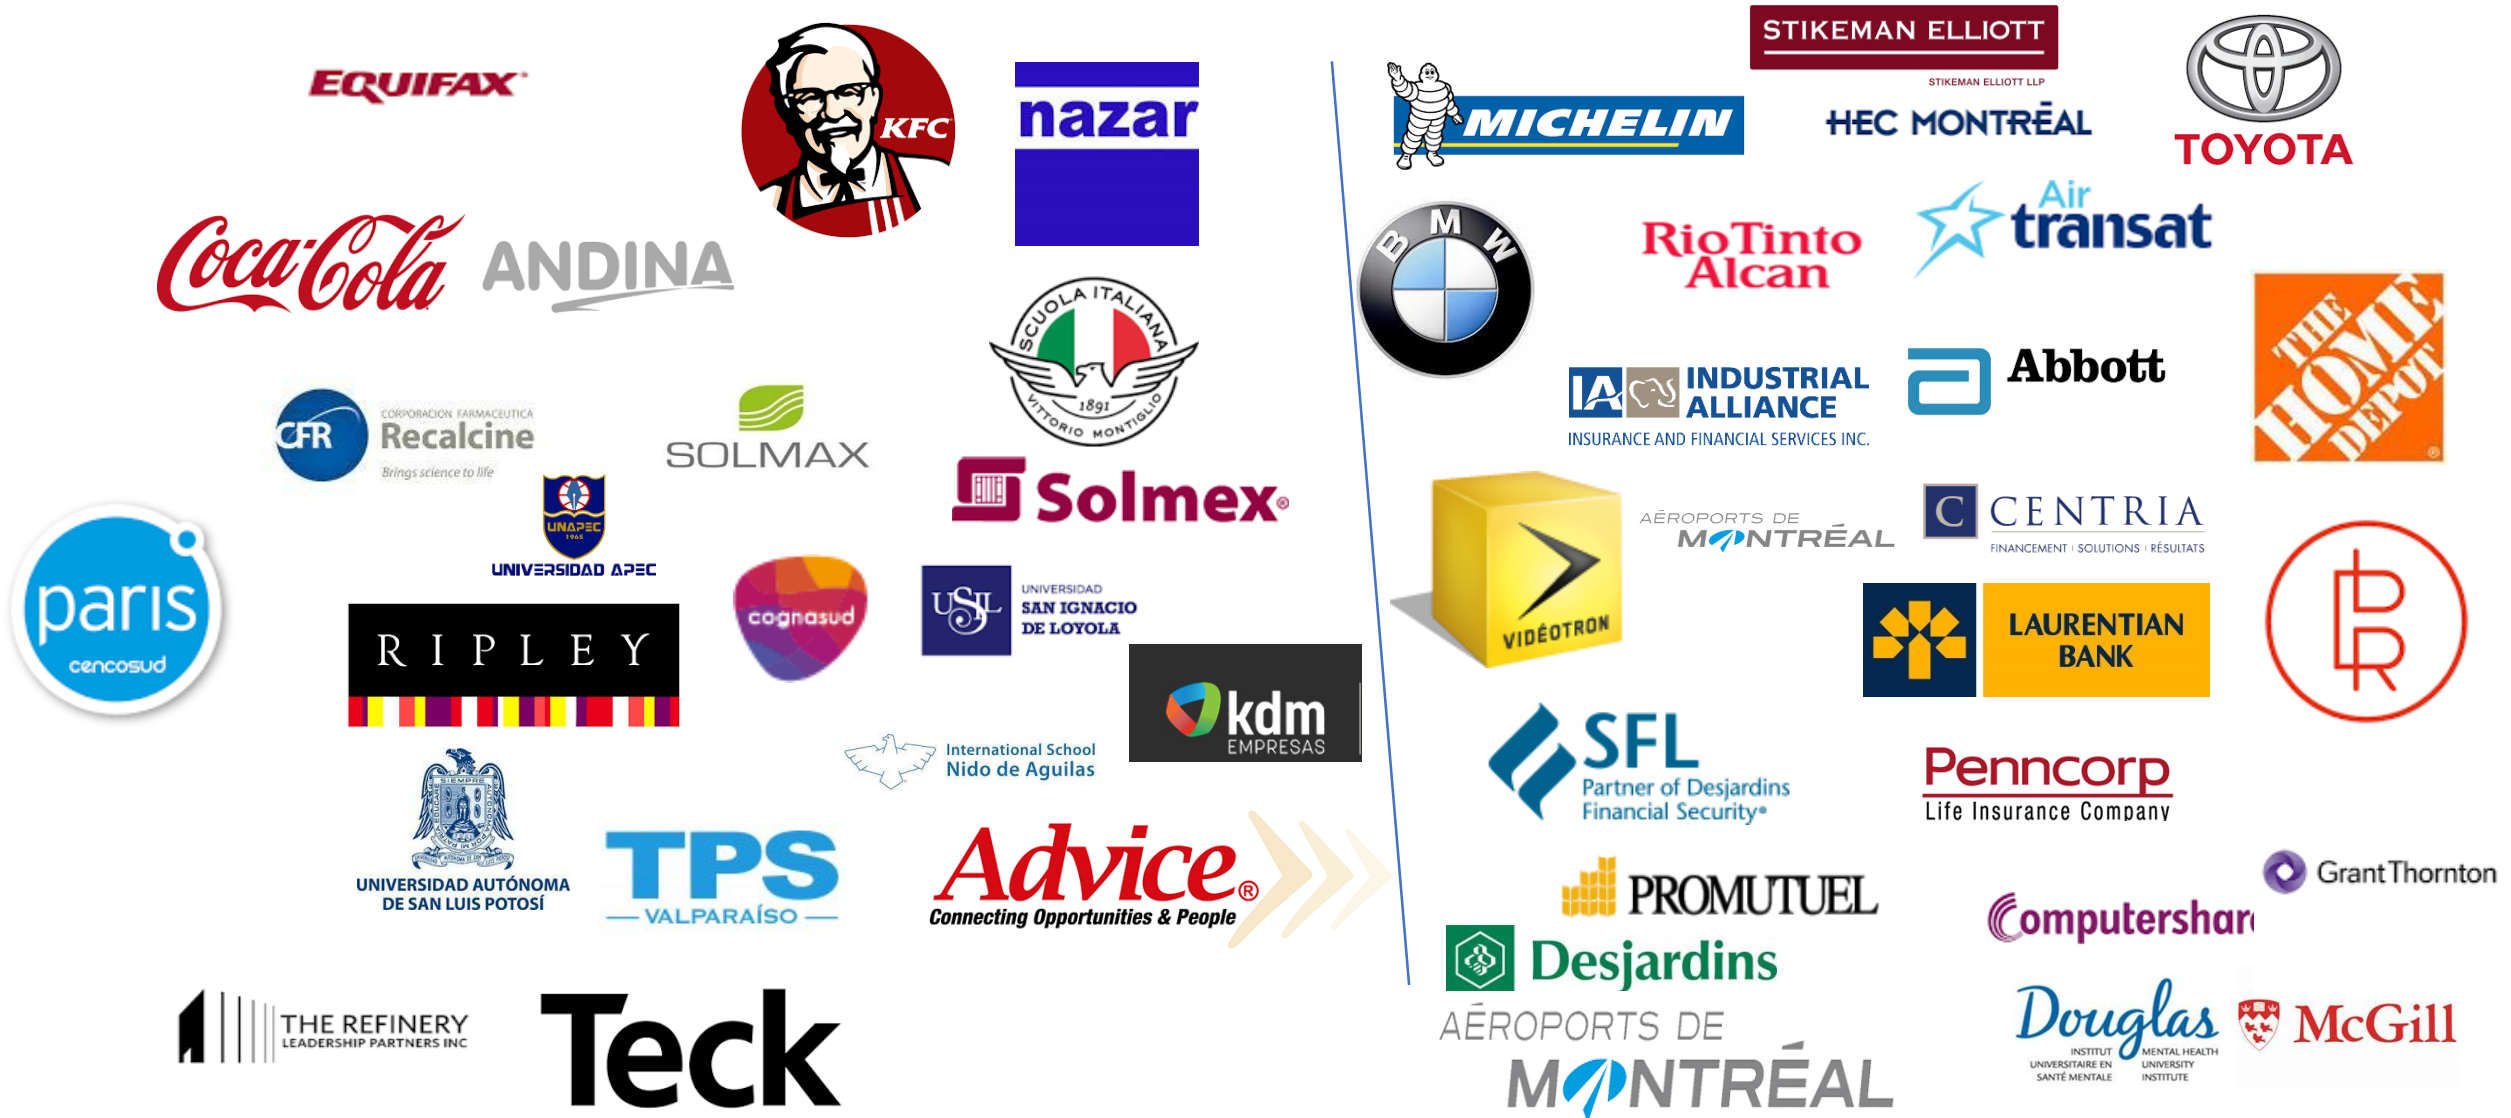 EQUIFAX
KFC
nazar
Coca-Cola
ANDINA
SCUOLA ITALIANA
1891
VITTORIO MONTIGLIO
CFR
CORPORACION FARMACEUTICA
Recalcine
Brings science to life
SOLMAX
Solmex®
UNAPEC
1965
UNIVERSIDAD APEC
paris
cencosud
RIPLEY
cognasud
USIL
UNIVERSIDAD
SAN IGNACIO
DE LOYOLA
kdm
EMPRESAS
International School
Nido de Aguilas
SIEMPRE
UNIVERSIDAD AUTÓNOMA
DE SAN LUIS POTOSÍ
TPS
VALPARAÍSO
Advice®
Connecting Opportunities & People
THE REFINERY
LEADERSHIP PARTNERS INC
Teck
STIKEMAN ELLIOTT
STIKEMAN ELLIOTT LLP
MICHELIN
HEC MONTRÉAL
TOYOTA
BMW
RioTinto
Alcan
Air
transat
THE
HOME
DEPOT
IA
INDUSTRIAL
ALLIANCE
INSURANCE AND FINANCIAL SERVICES INC.
Abbott
VIDÉOTRON
AÉROPORTS DE
MONTRÉAL
C
CENTRIA
FINANCEMENT | SOLUTIONS | RÉSULTATS
LAURENTIAN
BANK
SFL
Partner of Desjardins
Financial Security®
Penncorp
Life Insurance Company
PROMUTUEL
Grant Thornton
Computershare
Desjardins
AÉROPORTS DE
MONTRÉAL
Douglas
INSTITUT
UNIVERSITAIRE EN
SANTÉ MENTALE
MENTAL HEALTH
UNIVERSITY
INSTITUTE
McGill